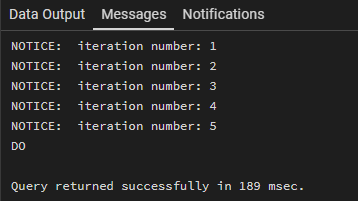 Data Output Messages Notifications
NOTICE:  iteration number: 1
NOTICE:  iteration number: 2
NOTICE:  iteration number: 3
NOTICE:  iteration number: 4
NOTICE:  iteration number: 5
DO
Query returned successfully in 189 msec.